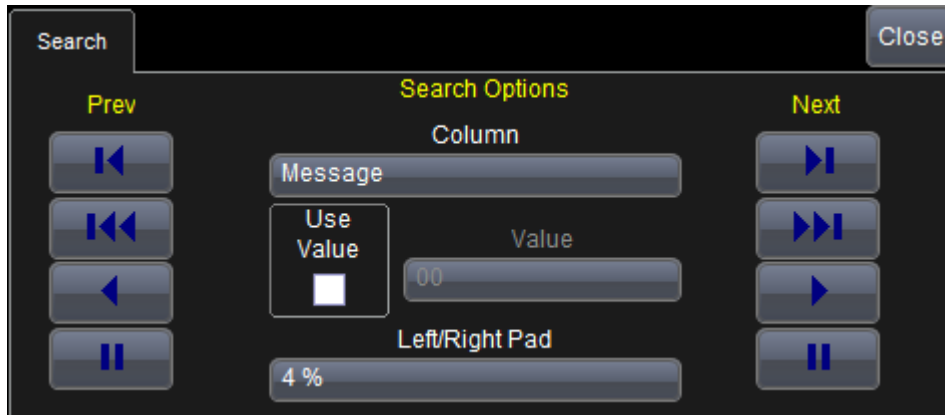 Search
Close
Prev
Search Options
Next
Column
Message
Use
Value
Value
00
Left/Right Pad
4 %